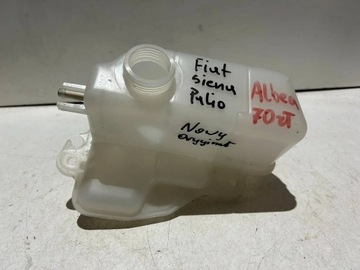 Fiat
siena
Palio
Albea
70 zł
Nowy
Oryginał